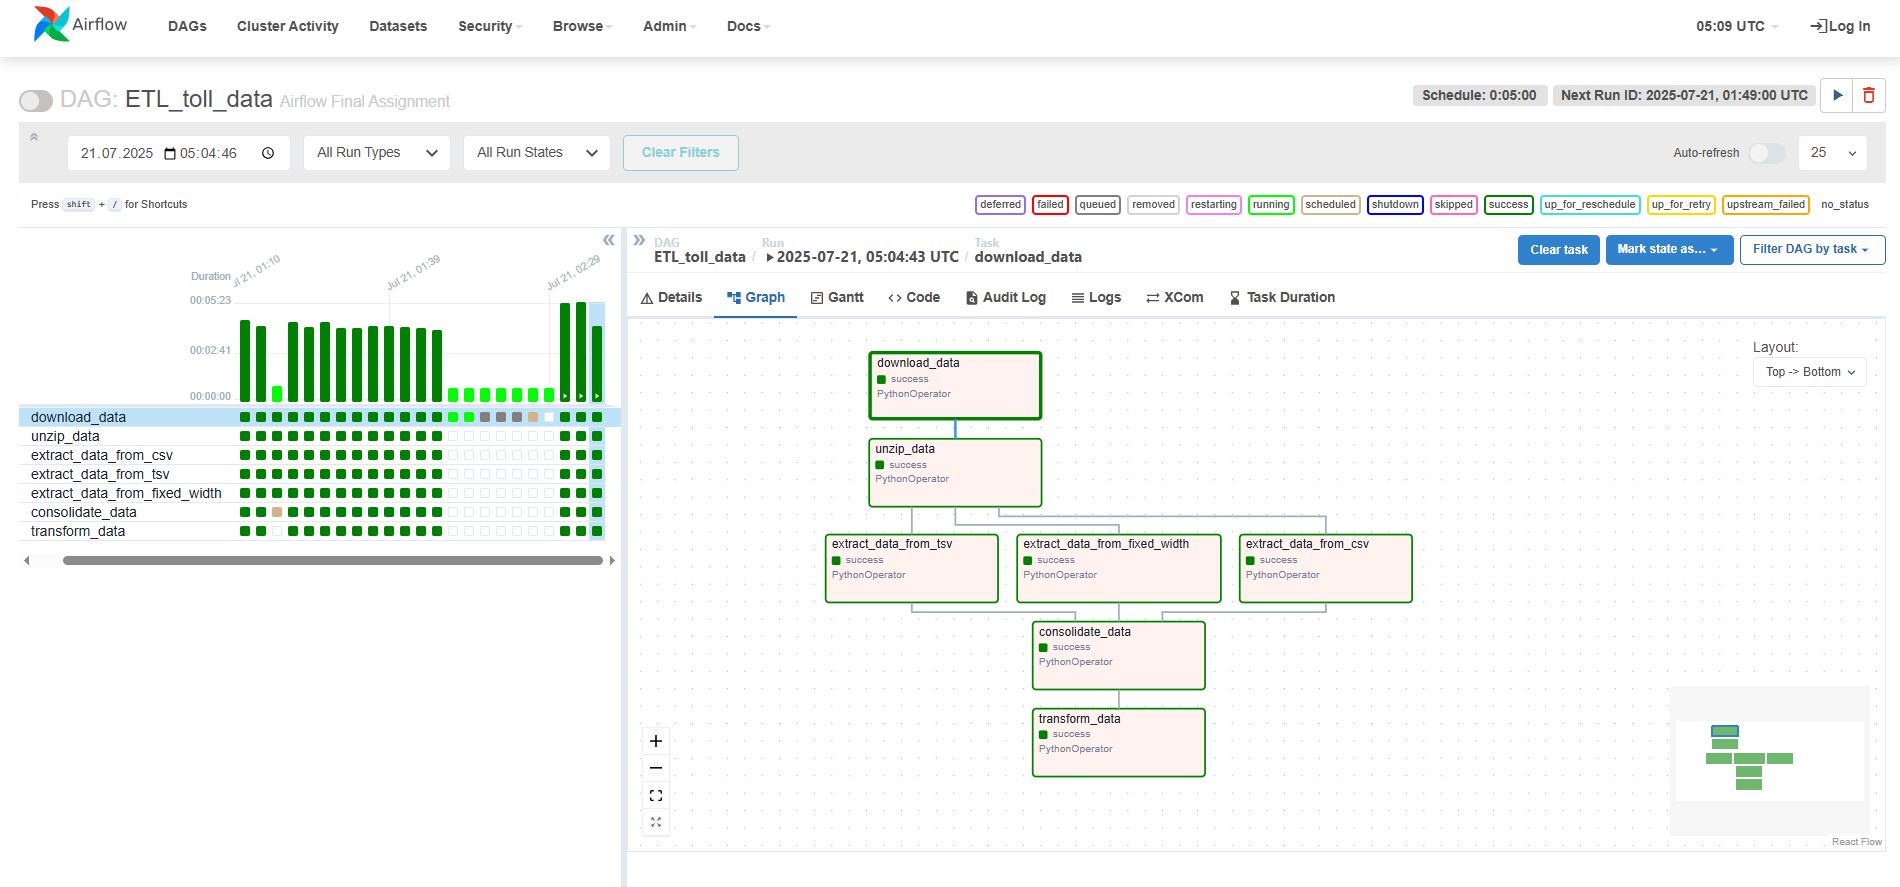 Airflow DAGs Cluster Activity Datasets Security Browse Admin Docs 05:09 UTC Log In
DAG: ETL_toll_data Airflow Final Assignment Schedule: 0:05:00 Next Run ID: 2025-07-21, 01:49:00 UTC
21.07.2025 05:04:46 All Run Types All Run States Clear Filters Auto-refresh 25
Press shift + / for Shortcuts deferred failed queued removed restarting running scheduled shutdown skipped success up_for_reschedule up_for_retry upstream_failed no_status
DAG Run Task
ETL_toll_data / 2025-07-21, 05:04:43 UTC / download_data
Clear task Mark state as... Filter DAG by task
Details Graph Gantt Code Audit Log Logs XCom Task Duration
21, 01:10 Jul 21, 01:39 Jul 21, 02:29
Duration
00:05:23
00:02:41
00:00:00
download_data
unzip_data
extract_data_from_csv
extract_data_from_tsv
extract_data_from_fixed_width
consolidate_data
transform_data
Layout:
Top -> Bottom
download_data
success
PythonOperator
unzip_data
success
PythonOperator
extract_data_from_tsv
success
PythonOperator
extract_data_from_fixed_width
success
PythonOperator
extract_data_from_csv
success
PythonOperator
consolidate_data
success
PythonOperator
transform_data
success
PythonOperator
React Flow